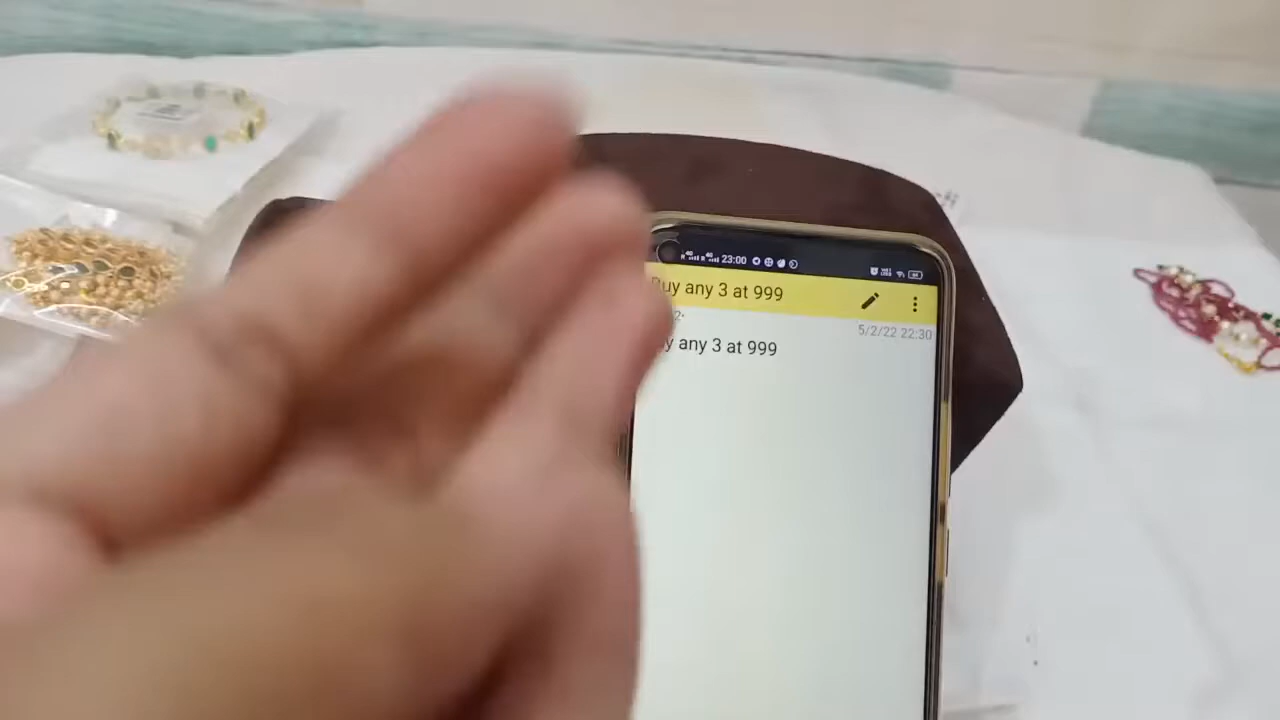 23:00
Buy any 3 at 999
5/2/22 22:30
any 3 at 999